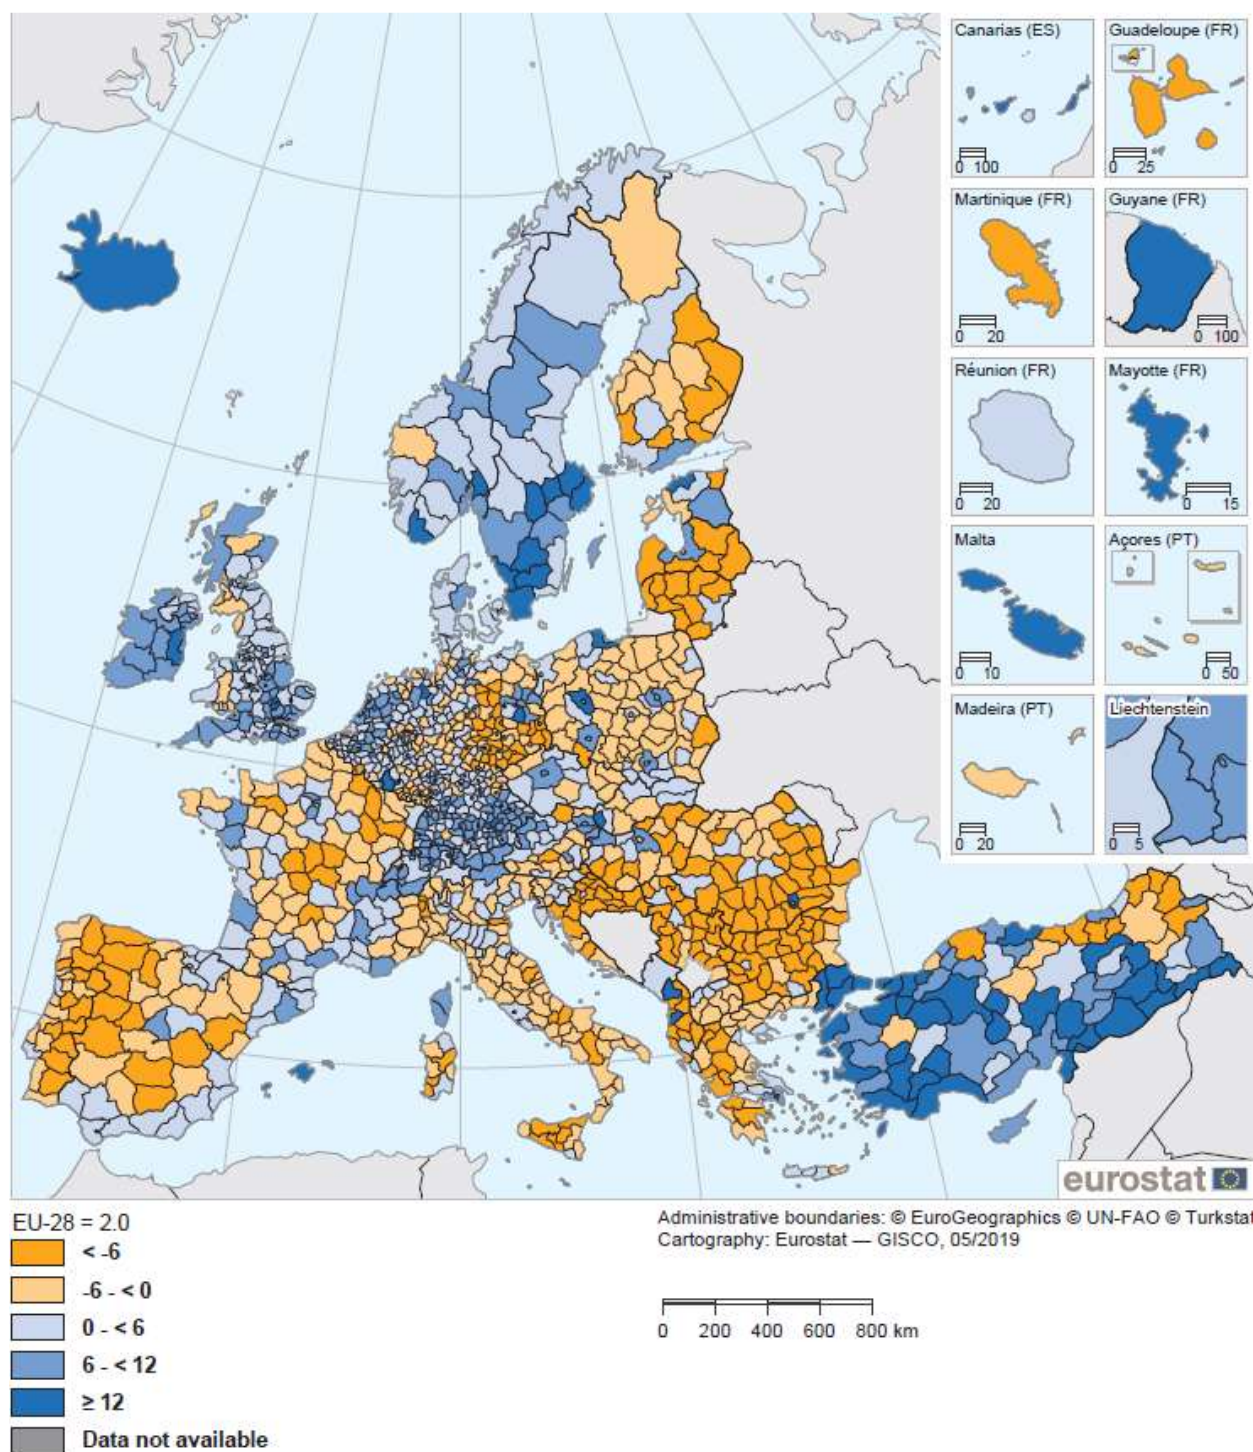 Canarias (ES)
0 100
Guadeloupe (FR)
0 25
Martinique (FR)
0 20
Guyane (FR)
0 100
Réunion (FR)
0 20
Mayotte (FR)
0 15
Malta
0 10
Açores (PT)
0 50
Madeira (PT)
0 20
Liechtenstein
0 5
eurostat
EU-28 = 2.0
< -6
-6 - < 0
0 - < 6
6 - < 12
≥ 12
Data not available
Administrative boundaries: © EuroGeographics © UN-FAO © Turkstat
Cartography: Eurostat — GISCO, 05/2019
0 200 400 600 800 km